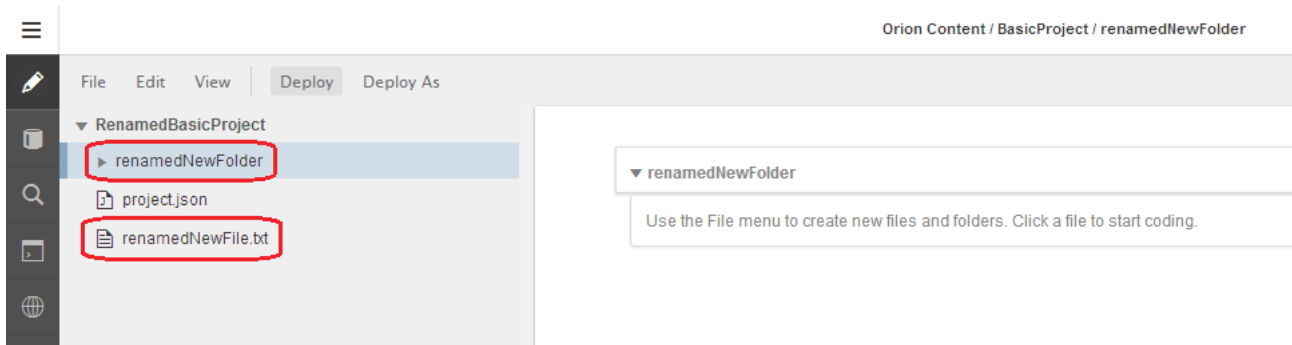 Orion Content / BasicProject / renamedNewFolder
File Edit View Deploy Deploy As
RenamedBasicProject
renamedNewFolder
project.json
renamedNewFile.txt
renamedNewFolder
Use the File menu to create new files and folders. Click a file to start coding.